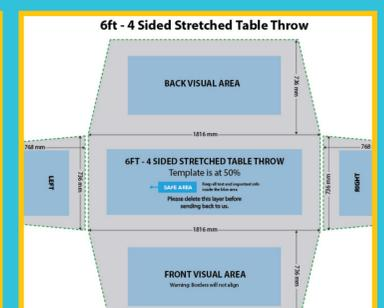 6ft - 4 Sided Stretched Table Throw
BACK VISUAL AREA
736 mm
1816 mm
768 mm
768
LEFT
736 mm
6FT - 4 SIDED STRETCHED TABLE THROW
Template is at 50%
SAFE AREA
Keep all text and important info
inside the blue area
Please delete this layer before
sending back to us.
726 mm
RIGHT
1816 mm
FRONT VISUAL AREA
Warning: Borders will not align
736 mm